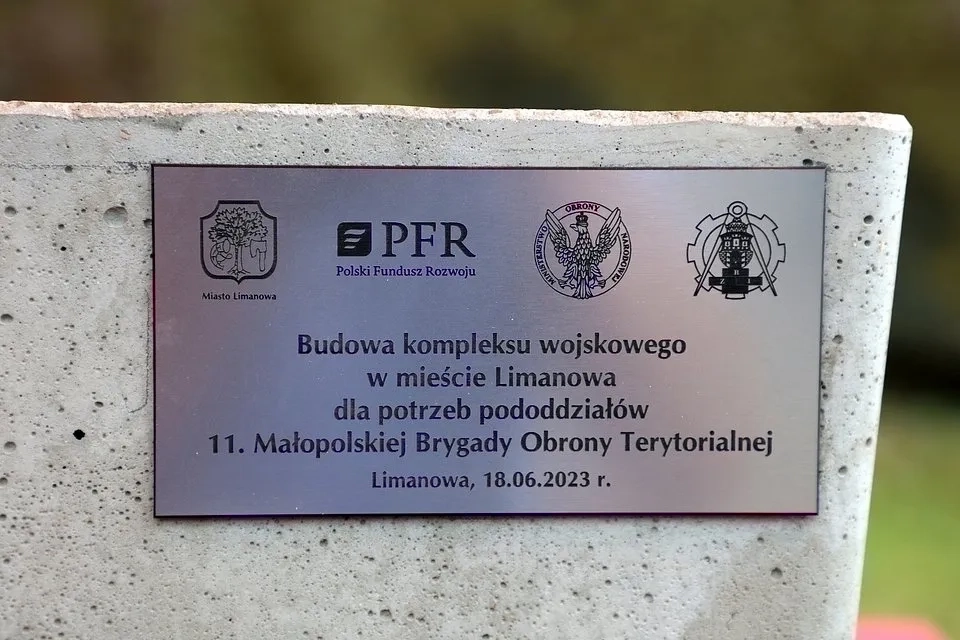 Miasto Limanowa
PFR
Polski Fundusz Rozwoju
MINISTERSTWO OBRONY NARODOWEJ
Budowa kompleksu wojskowego
w mieście Limanowa
dla potrzeb pododdziałów
11. Małopolskiej Brygady Obrony Terytorialnej
Limanowa, 18.06.2023 r.